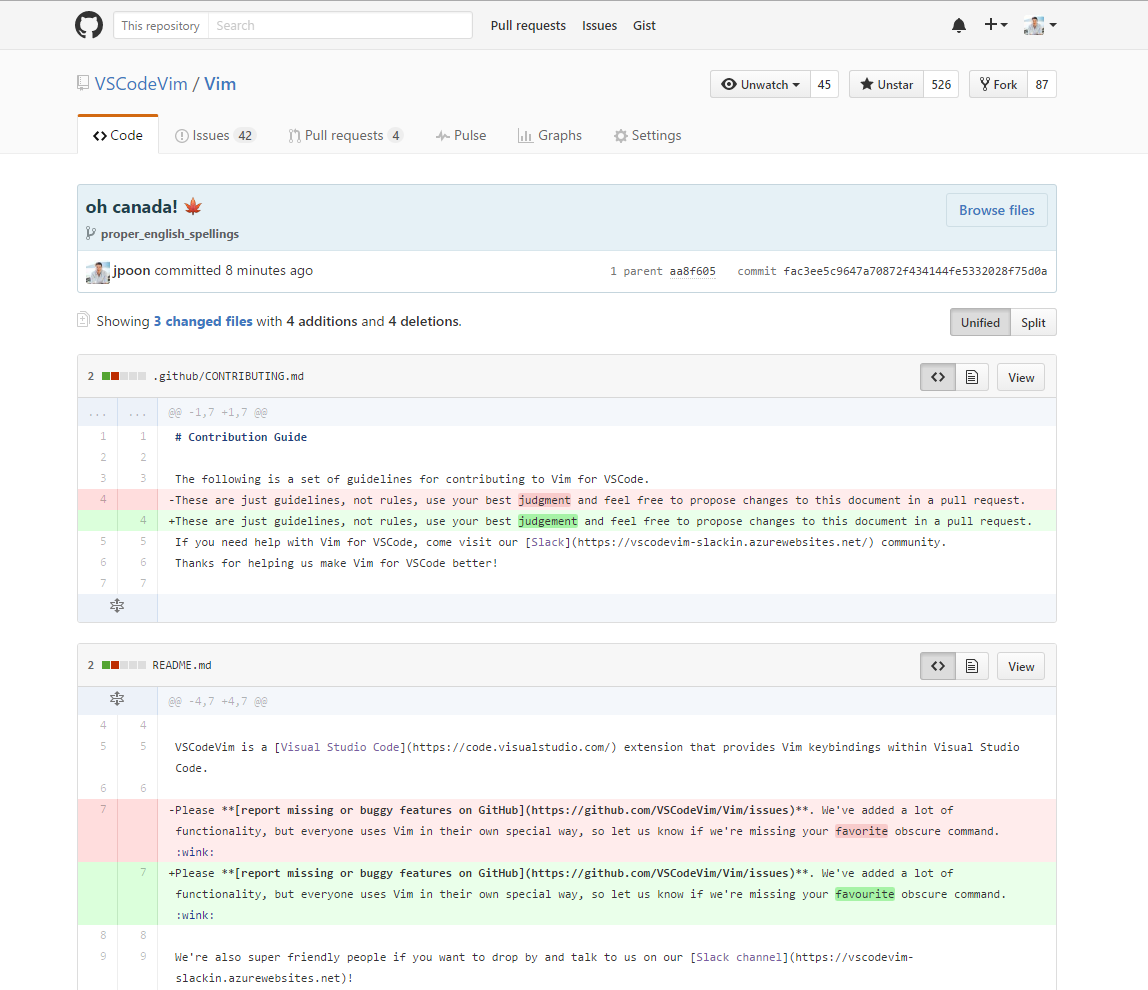 This repository Search Pull requests Issues Gist
VSCodeVim / Vim Unwatch 45 Unstar 526 Fork 87
Code Issues 42 Pull requests 4 Pulse Graphs Settings
oh canada! 🍁 Browse files
proper_english_spellings
jpoon committed 8 minutes ago 1 parent aa8f605 commit fac3ee5c9647a70872f434144fe5332028f75d0a
Showing 3 changed files with 4 additions and 4 deletions. Unified Split
2 .github/CONTRIBUTING.md <> View
... ... @@ -1,7 +1,7 @@
1 1 # Contribution Guide
2 2
3 3 The following is a set of guidelines for contributing to Vim for VSCode.
4 -These are just guidelines, not rules, use your best judgment and feel free to propose changes to this document in a pull request.
4 +These are just guidelines, not rules, use your best judgement and feel free to propose changes to this document in a pull request.
5 5 If you need help with Vim for VSCode, come visit our [Slack](https://vscodevim-slackin.azurewebsites.net/) community.
6 6 Thanks for helping us make Vim for VSCode better!
7 7
2 README.md <> View
@@ -4,7 +4,7 @@
4 4
5 5 VSCodeVim is a [Visual Studio Code](https://code.visualstudio.com/) extension that provides Vim keybindings within Visual Studio
Code.
6 6
7 -Please **[report missing or buggy features on GitHub](https://github.com/VSCodeVim/Vim/issues)**. We've added a lot of
functionality, but everyone uses Vim in their own special way, so let us know if we're missing your favorite obscure command.
:wink:
7 +Please **[report missing or buggy features on GitHub](https://github.com/VSCodeVim/Vim/issues)**. We've added a lot of
functionality, but everyone uses Vim in their own special way, so let us know if we're missing your favourite obscure command.
:wink:
8 8
9 9 We're also super friendly people if you want to drop by and talk to us on our [Slack channel](https://vscodevim-
slackin.azurewebsites.net)!